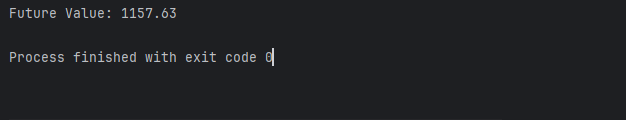 Future Value: 1157.63
Process finished with exit code 0